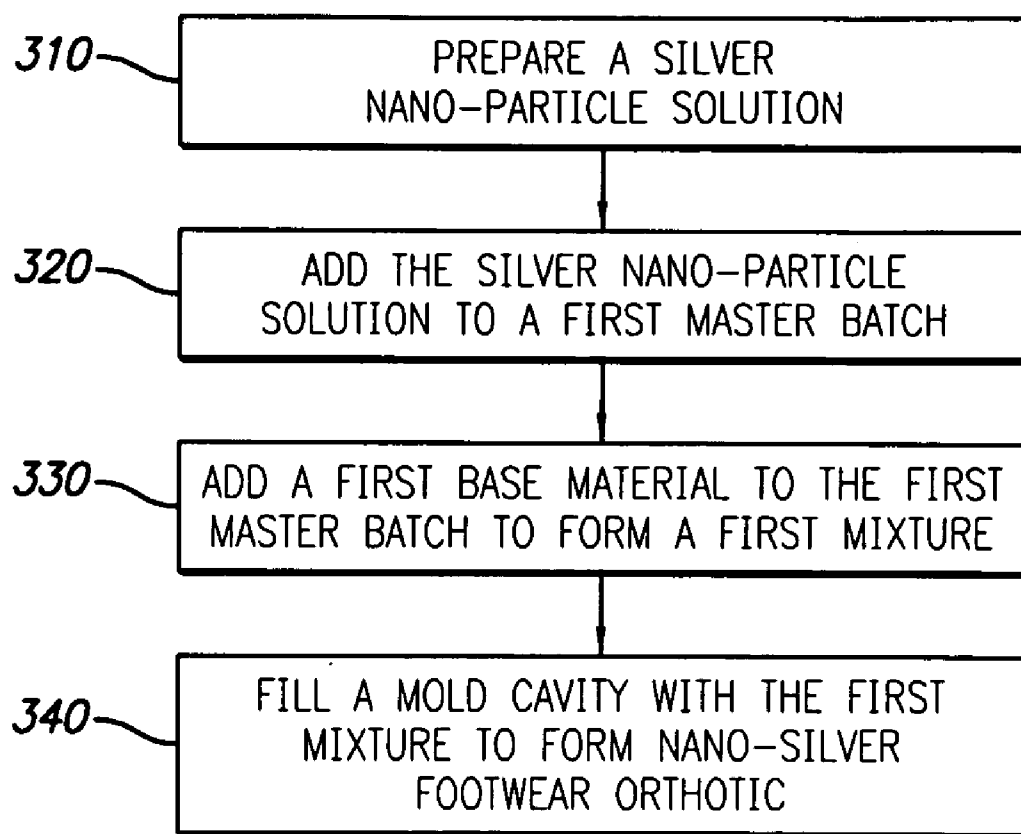 310
PREPARE A SILVER
NANO-PARTICLE SOLUTION
320
ADD THE SILVER NANO-PARTICLE
SOLUTION TO A FIRST MASTER BATCH
330
ADD A FIRST BASE MATERIAL TO THE FIRST
MASTER BATCH TO FORM A FIRST MIXTURE
340
FILL A MOLD CAVITY WITH THE FIRST
MIXTURE TO FORM NANO-SILVER
FOOTWEAR ORTHOTIC